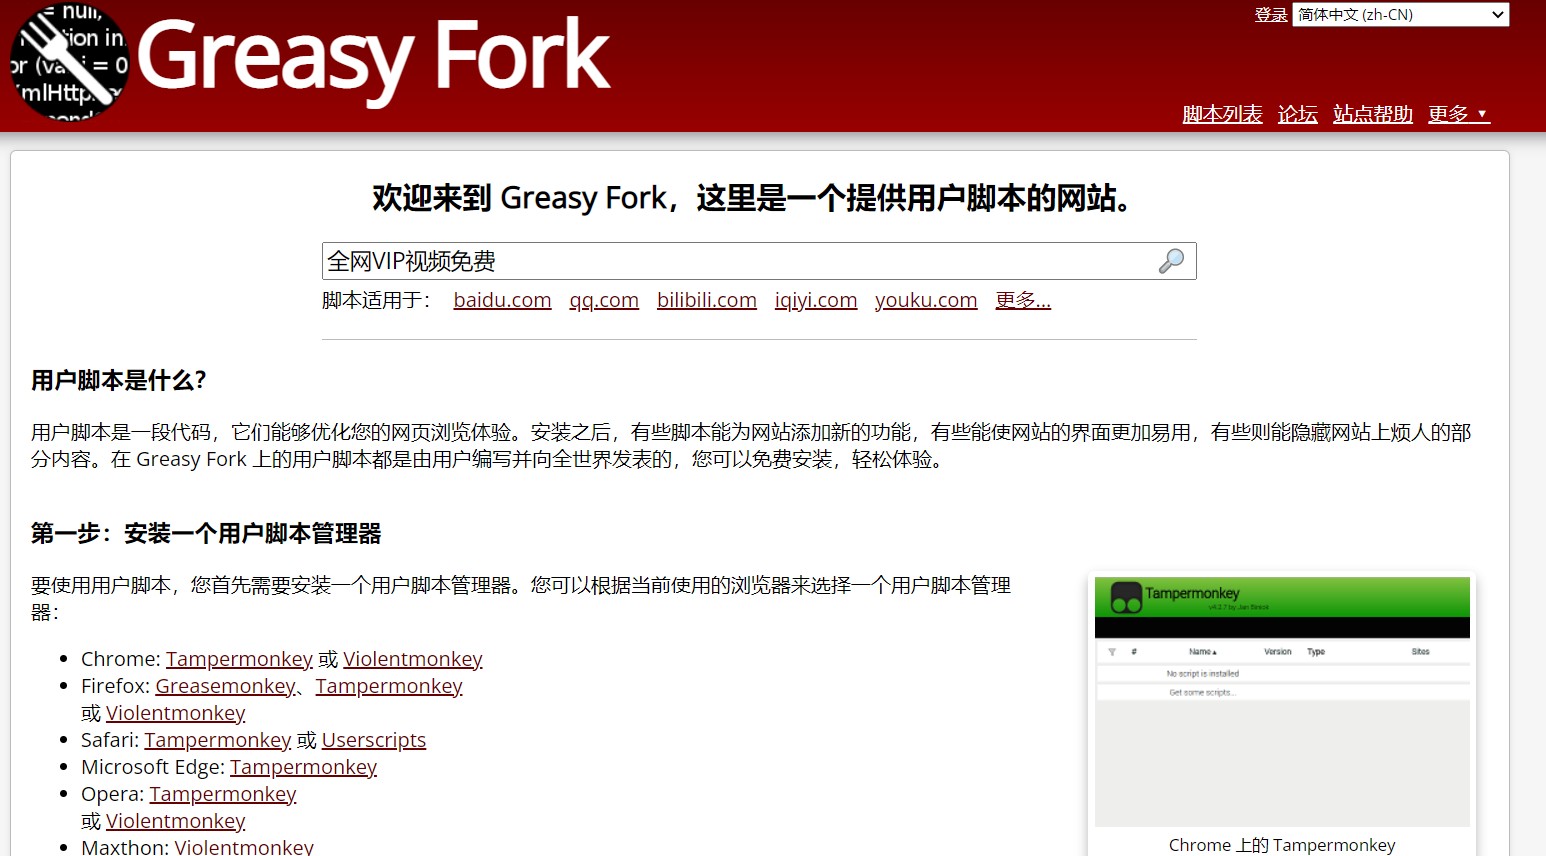 = null,
tion in
or (va i = 0
mlHttp
Greasy Fork
登录 简体中文 (zh-CN)
脚本列表 论坛 站点帮助 更多 ▼
欢迎来到 Greasy Fork，这里是一个提供用户脚本的网站。
全网VIP视频免费
脚本适用于： baidu.com qq.com bilibili.com iqiyi.com youku.com 更多...
用户脚本是什么？
用户脚本是一段代码，它们能够优化您的网页浏览体验。安装之后，有些脚本能为网站添加新的功能，有些能使网站的界面更加易用，有些则能隐藏网站上烦人的部
分内容。在 Greasy Fork 上的用户脚本都是由用户编写并向全世界发表的，您可以免费安装，轻松体验。
第一步：安装一个用户脚本管理器
要使用用户脚本，您首先需要安装一个用户脚本管理器。您可以根据当前使用的浏览器来选择一个用户脚本管理
器：
Chrome: Tampermonkey 或 Violentmonkey
Firefox: Greasemonkey、Tampermonkey
或 Violentmonkey
Safari: Tampermonkey 或 Userscripts
Microsoft Edge: Tampermonkey
Opera: Tampermonkey
或 Violentmonkey
Maxthon: Violentmonkey
Tampermonkey
v4.2.7 by Jan Biniok
# Name▴ Version Type Sites
No script is installed
Get some scripts...
Chrome 上的 Tampermonkey